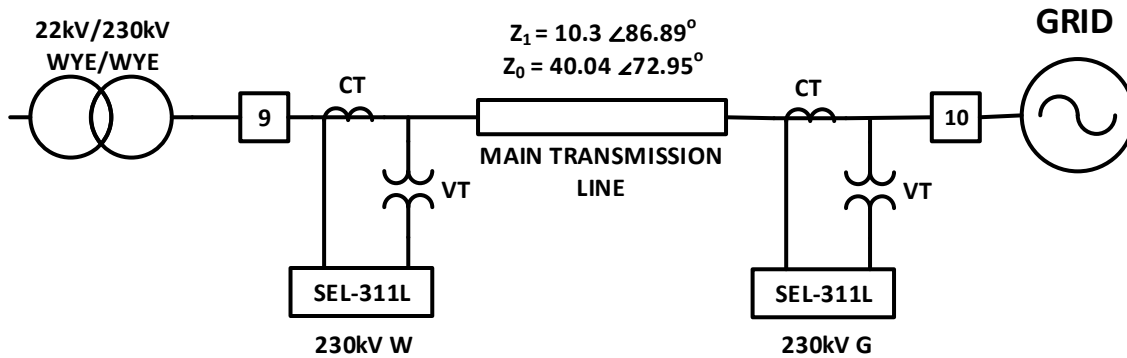 22kV/230kV
WYE/WYE
9
CT
VT
SEL-311L
230kV W
Z₁ = 10.3 ∠86.89°
Z₀ = 40.04 ∠72.95°
MAIN TRANSMISSION
LINE
CT
VT
SEL-311L
230kV G
10
GRID